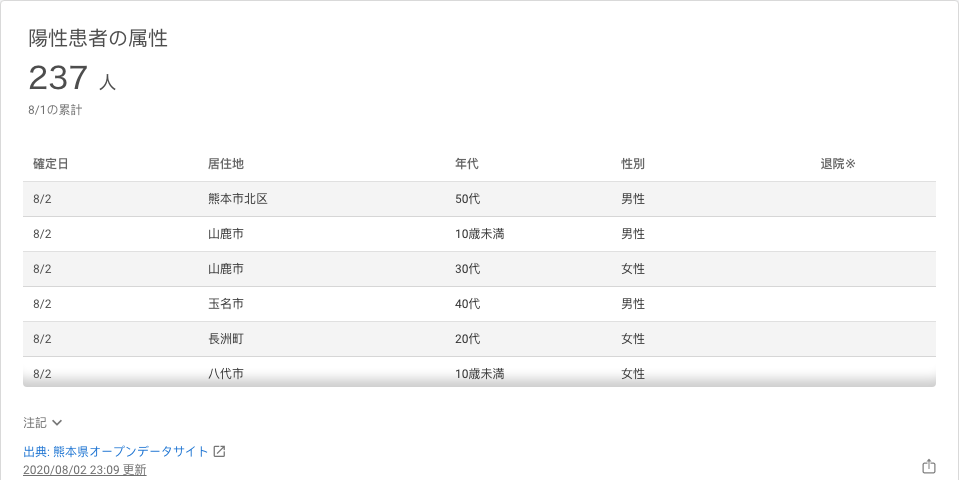 陽性患者の属性
237 人
8/1の累計
確定日 居住地 年代 性別 退院※
8/2 熊本市北区 50代 男性
8/2 山鹿市 10歳未満 男性
8/2 山鹿市 30代 女性
8/2 玉名市 40代 男性
8/2 長洲町 20代 女性
8/2 八代市 10歳未満 女性
注記
出典: 熊本県オープンデータサイト
2020/08/02 23:09 更新